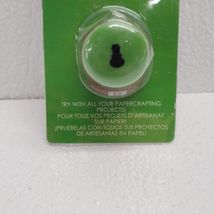 TRY WITH ALL YOUR PAPERCRAFTING
PROJECTS!
POUR TOUS VOS PROJETS D'ARTISANAT
SUR PAPIER!
¡PRUÉBELAS CON TODOS SUS PROYECTOS
DE ARTESANÍAS EN PAPEL!